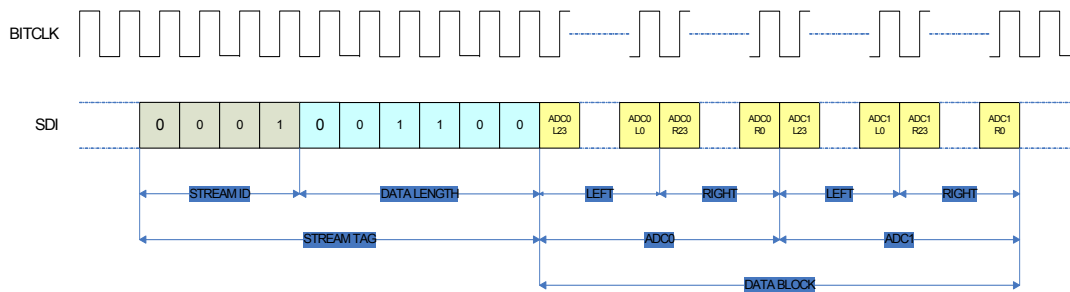 BITCLK
SDI
0 0 0 1 0 0 1 1 0 0
ADC0 L23
ADC0 L0
ADC0 R23
ADC0 R0
ADC1 L23
ADC1 L0
ADC1 R23
ADC1 R0
STREAM ID
DATA LENGTH
LEFT
RIGHT
LEFT
RIGHT
STREAM TAG
ADC0
ADC1
DATA BLOCK